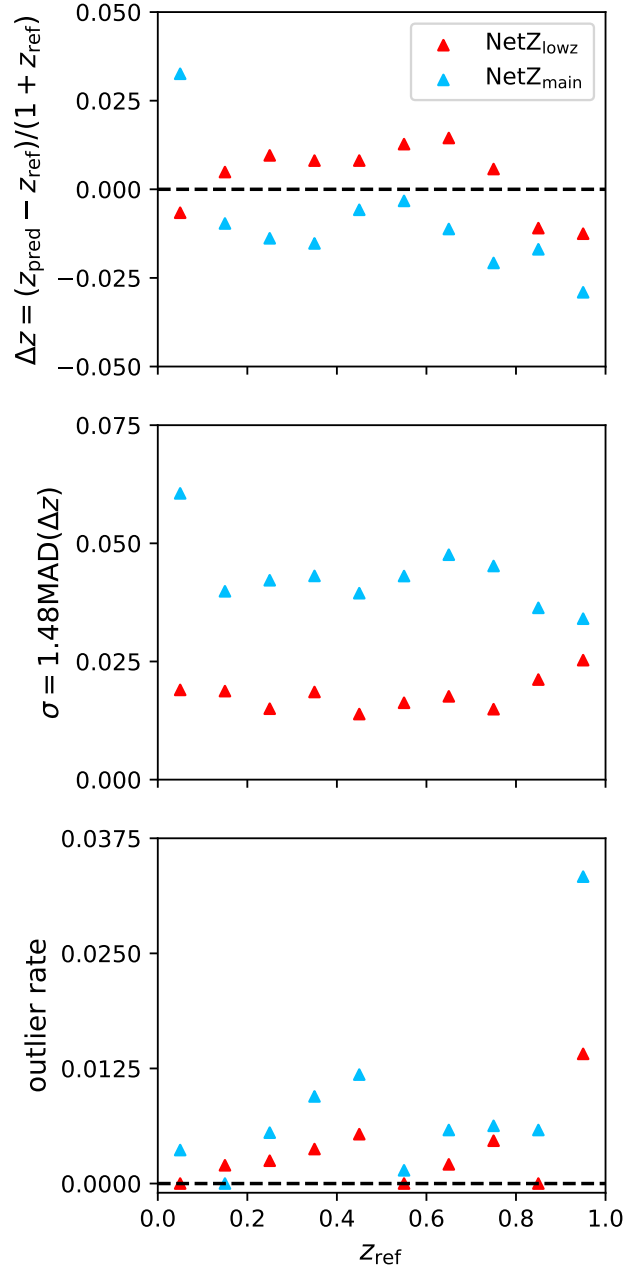 0.050
0.025
0.000
−0.025
−0.050
Δz = (z_pred − z_ref)/(1 + z_ref)
NetZ_lowz
NetZ_main
0.075
0.050
0.025
0.000
σ = 1.48MAD(Δz)
0.0375
0.0250
0.0125
0.0000
outlier rate
0.0 0.2 0.4 0.6 0.8 1.0
z_ref